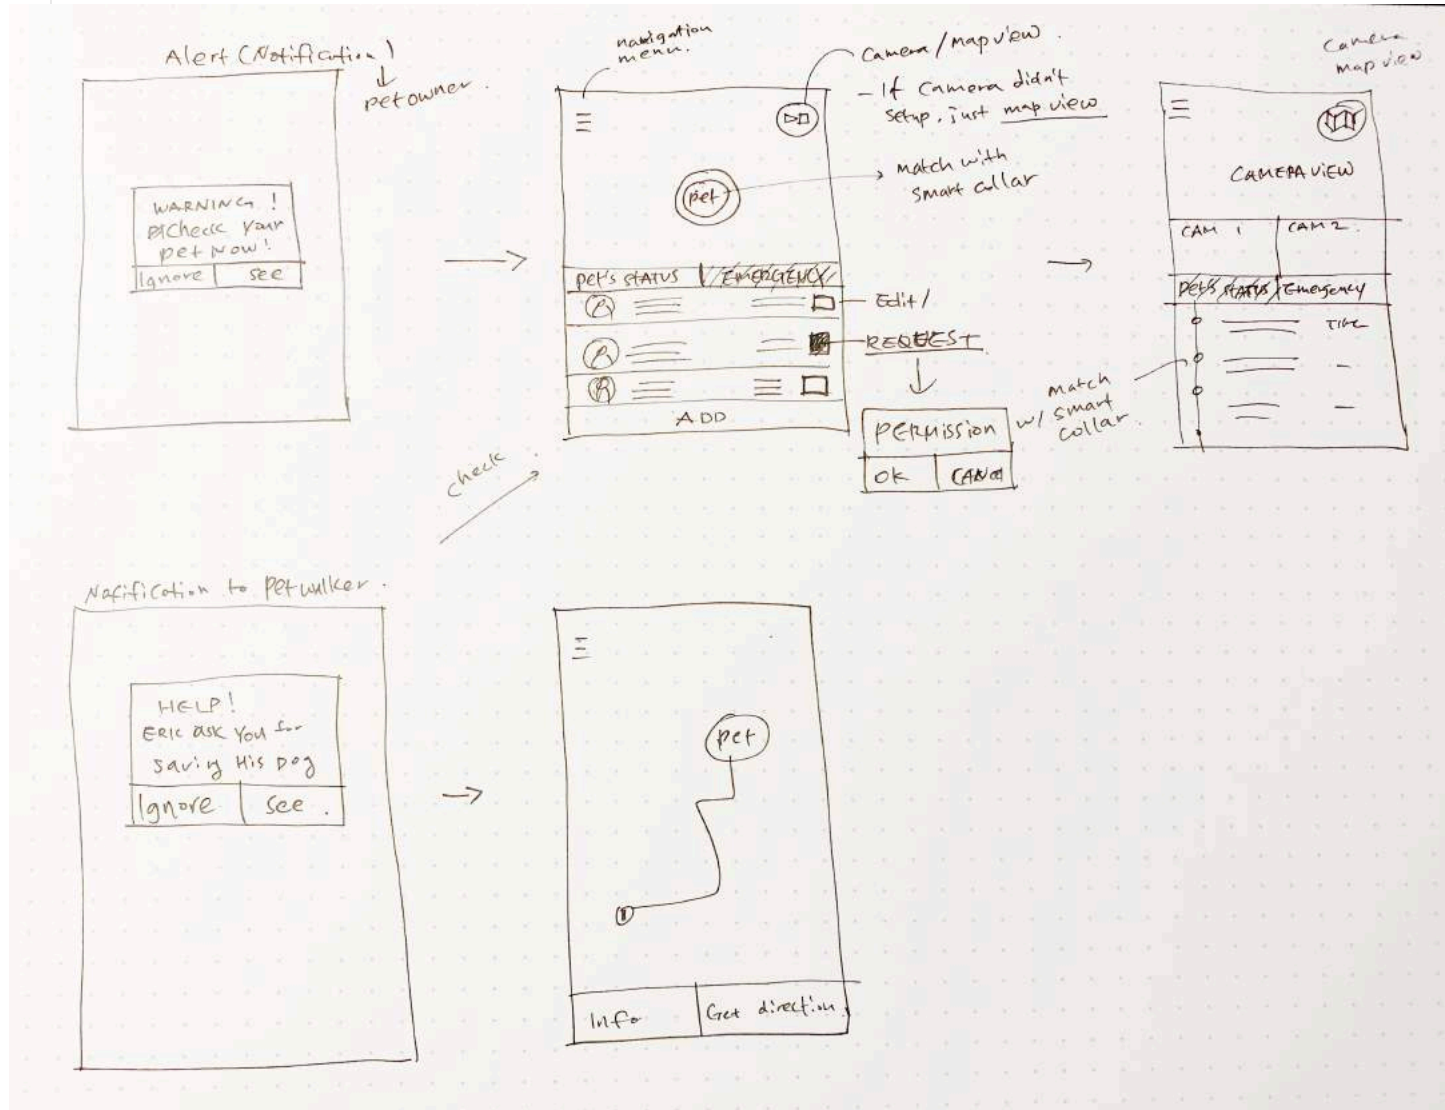 Alert (Notification)
pet owner.
WARNING!
Check Your
pet Now!
Ignore
see
navigation
menu.
Camera/map view.
- If Camera didn't
setup, just map view
pet
match with
smart collar
pet's STATUS
EMERGENCY
Edit/
REQUEST
ADD
PERMISSION
OK
CANCEL
Camera
map view
CAMERA VIEW
CAM 1
CAM 2.
pet's STATUS
Emergency
TIME
match
w/ smart
collar.
check.
Nofification to petwalker.
HELP!
ERIC ask You for
saving His Dog
Ignore
see.
pet
Info
Get direction.